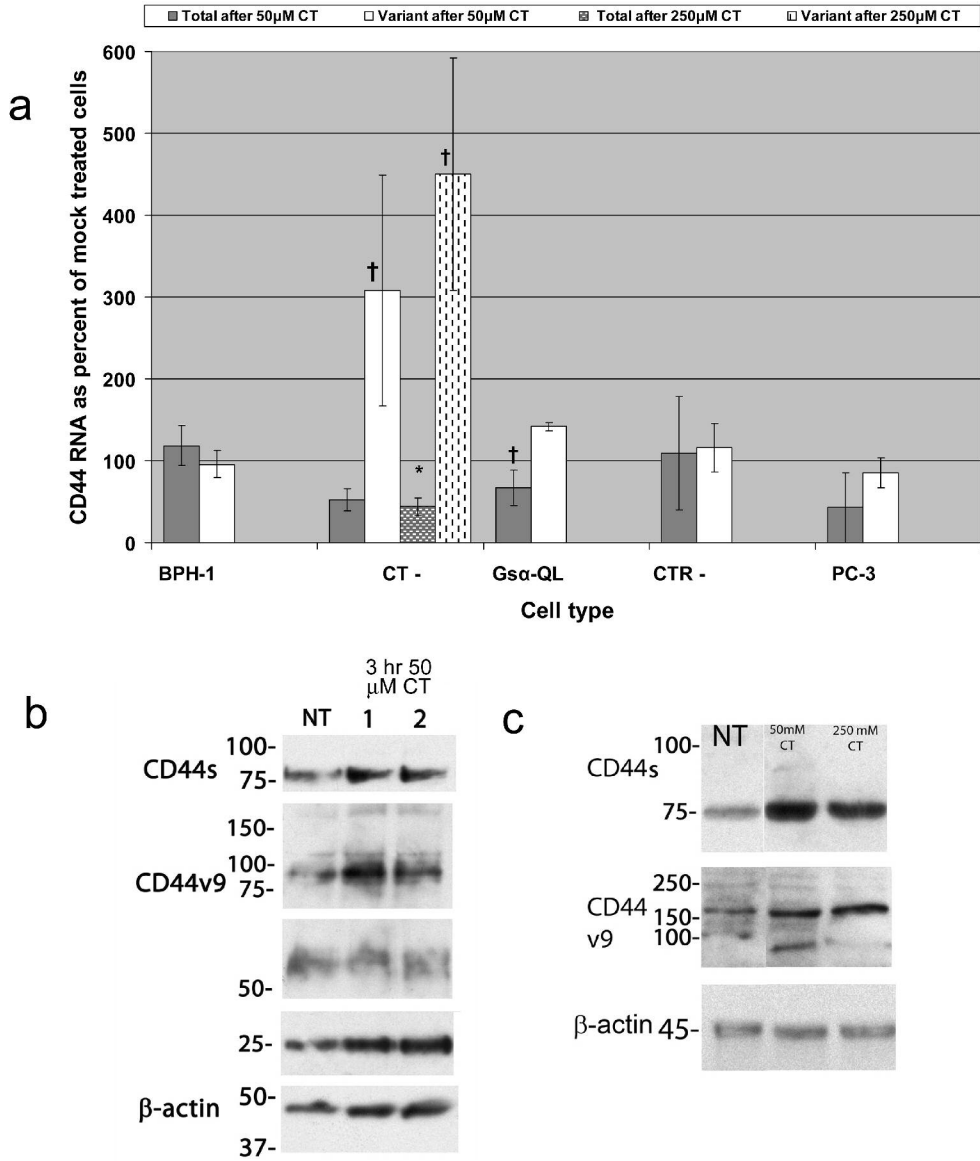 Total after 50µM CT Variant after 50µM CT Total after 250µM CT Variant after 250µM CT
a
CD44 RNA as percent of mock treated cells
600
500
400
300
200
100
0
†
†
*
†
BPH-1 CT - Gsα-QL CTR - PC-3
Cell type
b
3 hr 50
µM CT
NT 1 2
100-
CD44s
75-
150-
100-
CD44v9
75-
50-
25-
50-
β-actin
37-
c
NT 50mM CT 250 mM CT
100-
CD44s
75-
250-
CD44
150-
v9
100-
β-actin 45-